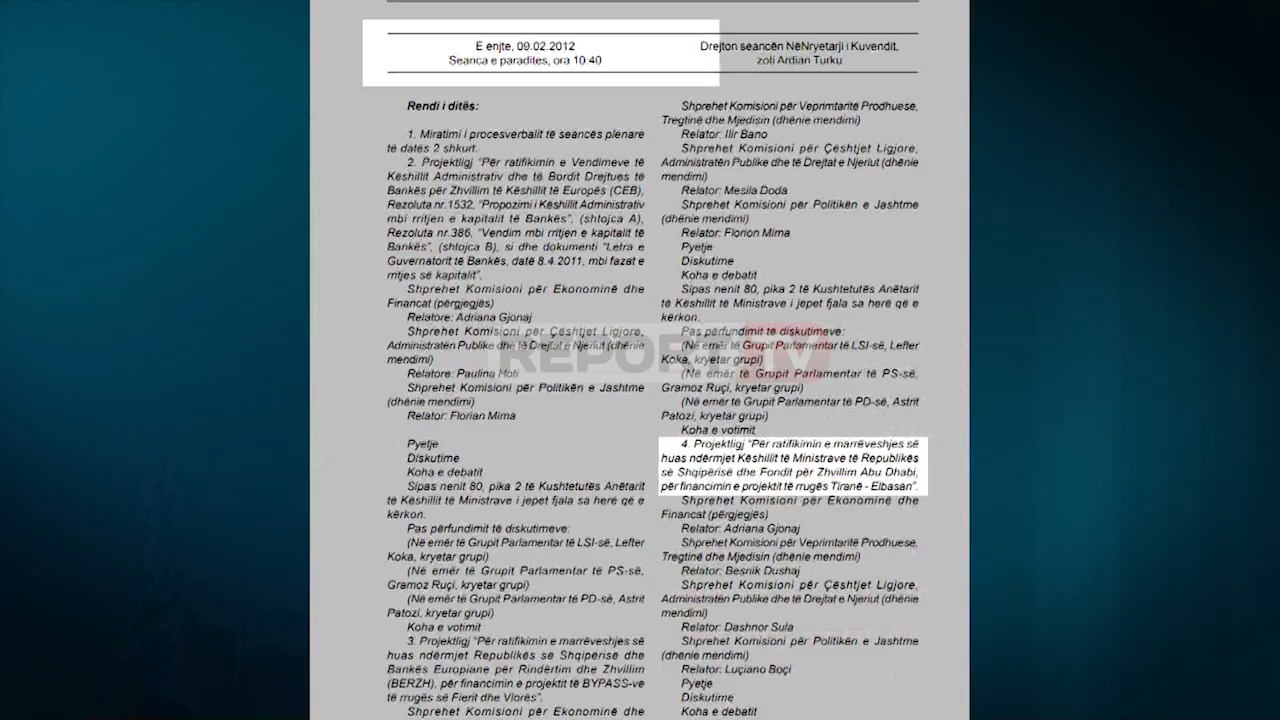 E enjte, 09.02.2012
Seanca e paradites, ora 10:40
Drejton seancën NëNryetarji i Kuvendit,
zoti Ardian Turku
Rendi i ditës:
1. Miratimi i procesverbalit të seancës plenare
të datës 2 shkurt.
2. Projektligj “Për ratifikimin e Vendimeve të
Këshillit Administrativ dhe të Bordit Drejtues të
Bankës për Zhvillim të Këshillit të Europës (CEB),
Rezoluta nr.1532, “Propozimi i Këshillit Administrativ
mbi rritjen e kapitalit të Bankës”, (shtojca A),
Rezoluta nr.386, “Vendim mbi rritjen e kapitalit të
Bankës”, (shtojca B), si dhe dokumenti “Letra e
Guvernatorit të Bankës, datë 8.4.2011, mbi fazat e
rritjes së kapitalit”.
Shprehet Komisioni për Ekonominë dhe
Financat (përgjegjës)
Relatore: Adriana Gjonaj
Shprehet Komisioni për Çështjet Ligjore,
Administratën Publike dhe të Drejtat e Njeriut (dhënie
mendimi)
Relatore: Paulina Hoti
Shprehet Komisioni për Politikën e Jashtme
(dhënie mendimi)
Relator: Florian Mima
Pyetje
Diskutime
Koha e debatit
Sipas nenit 80, pika 2 të Kushtetutës Anëtarit
të Këshillit të Ministrave i jepet fjala sa herë që e
kërkon.
Pas përfundimit të diskutimeve:
(Në emër të Grupit Parlamentar të LSI-së, Lefter
Koka, kryetar grupi)
(Në emër të Grupit Parlamentar të PS-së,
Gramoz Ruçi, kryetar grupi)
(Në emër të Grupit Parlamentar të PD-së, Astrit
Patozi, kryetar grupi)
Koha e votimit
3. Projektligj “Për ratifikimin e marrëveshjes së
huas ndërmjet Republikës së Shqipërisë dhe
Bankës Europiane për Rindërtim dhe Zhvillim
(BERZH), për financimin e projektit të BYPASS-ve
të rrugës së Fierit dhe Vlorës”.
Shprehet Komisioni për Ekonominë dhe
Shprehet Komisioni për Veprimtaritë Prodhuese,
Tregtinë dhe Mjedisin (dhënie mendimi)
Relator: Ilir Bano
Shprehet Komisioni për Çështjet Ligjore,
Administratën Publike dhe të Drejtat e Njeriut (dhënie
mendimi)
Relator: Mesila Doda
Shprehet Komisioni për Politikën e Jashtme
(dhënie mendimi)
Relator: Florion Mima
Pyetje
Diskutime
Koha e debatit
Sipas nenit 80, pika 2 të Kushtetutës Anëtarit
të Këshillit të Ministrave i jepet fjala sa herë që e
kërkon.
Pas përfundimit të diskutimeve:
(Në emër të Grupit Parlamentar të LSI-së, Lefter
Koka, kryetar grupi)
(Në emër të Grupit Parlamentar të PS-së,
Gramoz Ruçi, kryetar grupi)
(Në emër të Grupit Parlamentar të PD-së, Astrit
Patozi, kryetar grupi)
Koha e votimit
4. Projektligj “Për ratifikimin e marrëveshjes së
huas ndërmjet Këshillit të Ministrave të Republikës
së Shqipërisë dhe Fondit për Zhvillim Abu Dhabi,
për financimin e projektit të rrugës Tiranë - Elbasan”.
Shprehet Komisioni për Ekonominë dhe
Financat (përgjegjës)
Relator: Adriana Gjonaj
Shprehet Komisioni për Veprimtaritë Prodhuese,
Tregtinë dhe Mjedisin (dhënie mendimi)
Relator: Besnik Dushaj
Shprehet Komisioni për Çështjet Ligjore,
Administratën Publike dhe të Drejtat e Njeriut (dhënie
mendimi)
Relator: Dashnor Sula
Shprehet Komisioni për Politikën e Jashtme
(dhënie mendimi)
Relator: Luçiano Boçi
Pyetje
Diskutime
Koha e debatit
REPORT TV